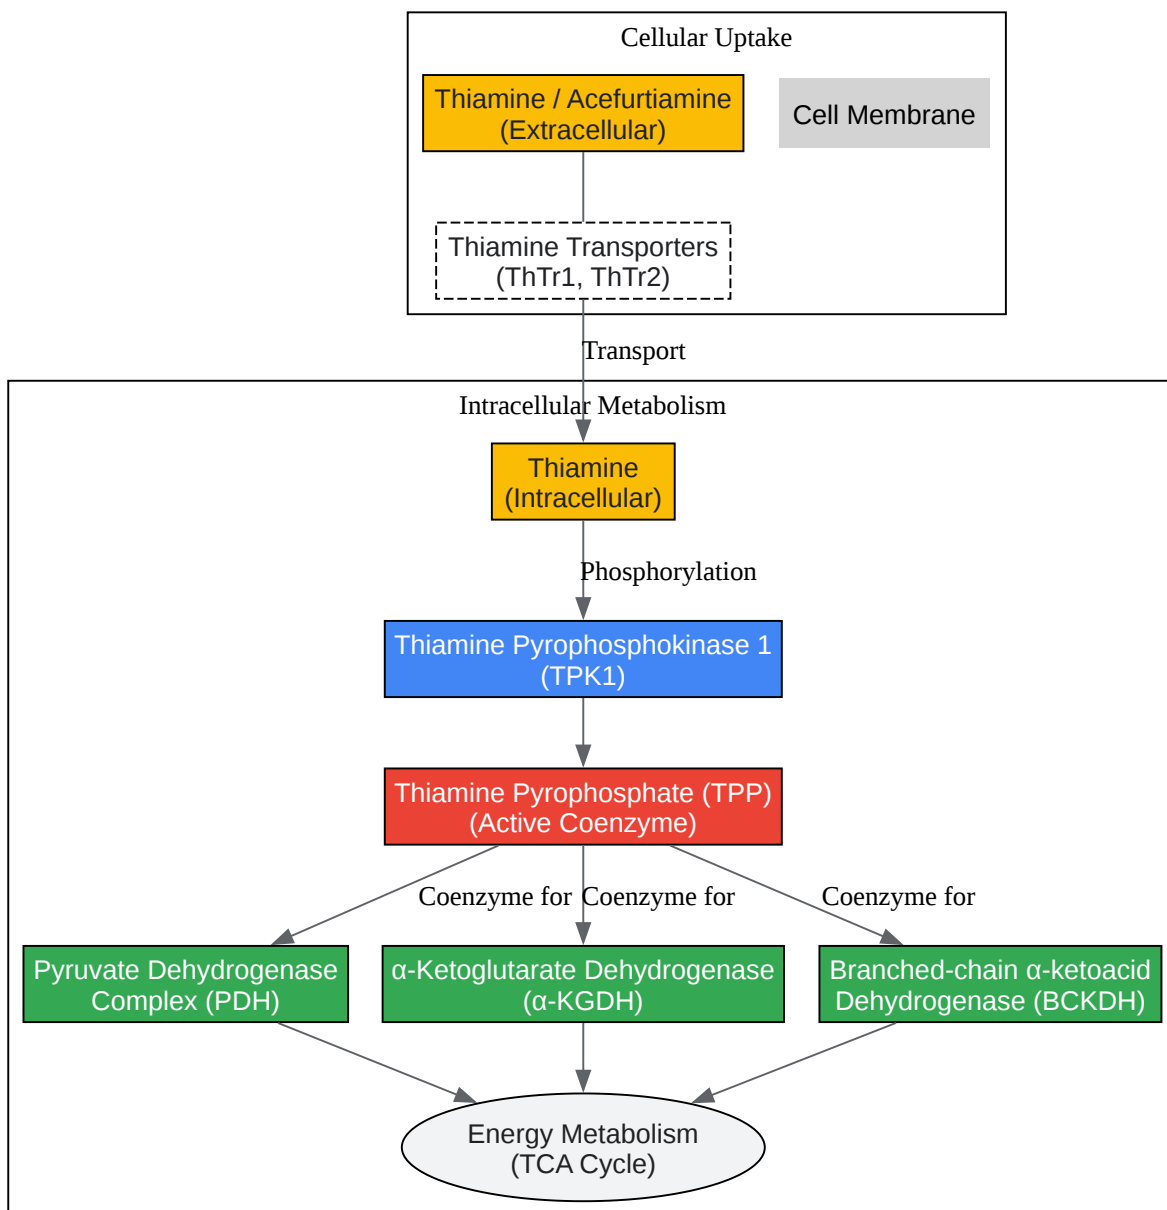 Cellular Uptake
Thiamine / Acefurtiamine
(Extracellular)
Cell Membrane
Thiamine Transporters
(ThTr1, ThTr2)
Transport
Intracellular Metabolism
Thiamine
(Intracellular)
Phosphorylation
Thiamine Pyrophosphokinase 1
(TPK1)
Thiamine Pyrophosphate (TPP)
(Active Coenzyme)
Coenzyme for
Coenzyme for
Coenzyme for
Pyruvate Dehydrogenase
Complex (PDH)
α-Ketoglutarate Dehydrogenase
(α-KGDH)
Branched-chain α-ketoacid
Dehydrogenase (BCKDH)
Energy Metabolism
(TCA Cycle)